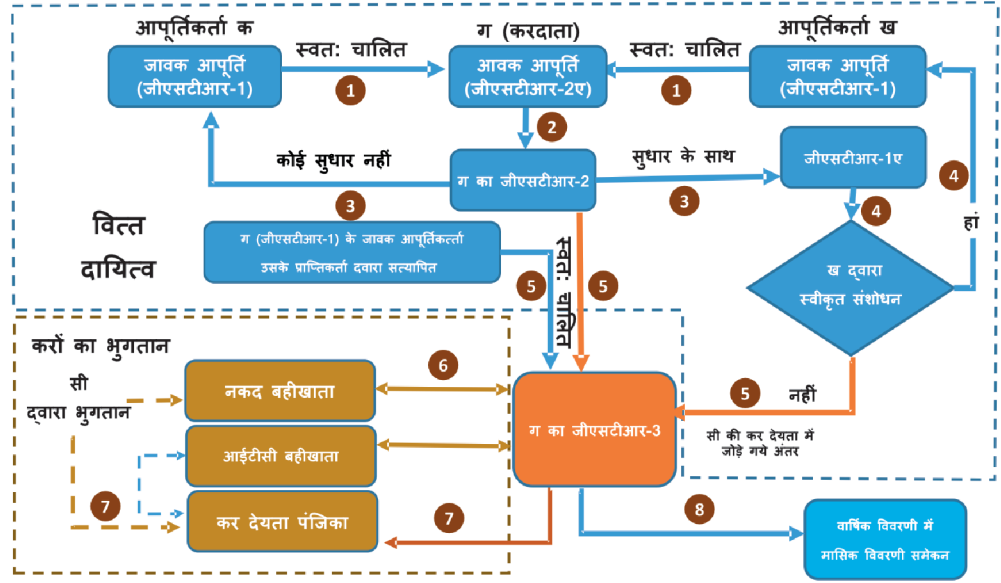 आपूर्तिकर्ता क
ग (करदाता)
आपूर्तिकर्ता ख
जावक आपूर्ति
(जीएसटीआर-1)
स्वत: चालित
1
आवक आपूर्ति
(जीएसटीआर-2ए)
स्वत: चालित
1
जावक आपूर्ति
(जीएसटीआर-1)
2
कोई सुधार नहीं
3
ग का जीएसटीआर-2
सुधार के साथ
3
जीएसटीआर-1ए
4
4
हां
वित्त
दायित्व
ग (जीएसटीआर-1) के जावक आपूर्तिकर्त्ता
उसके प्राप्तिकर्ता दवारा सत्यापित
5
स्वत: चालित
5
ख द्वारा
स्वीकृत संशोधन
करों का भुगतान
सी
द्वारा भुगतान
नकद बहीखाता
6
आईटीसी बहीखाता
7
कर देयता पंजिका
7
ग का जीएसटीआर-3
5
नहीं
सी की कर देयता में
जोड़े गये अंतर
8
वार्षिक विवरणी में
मासिक विवरणी समेकन